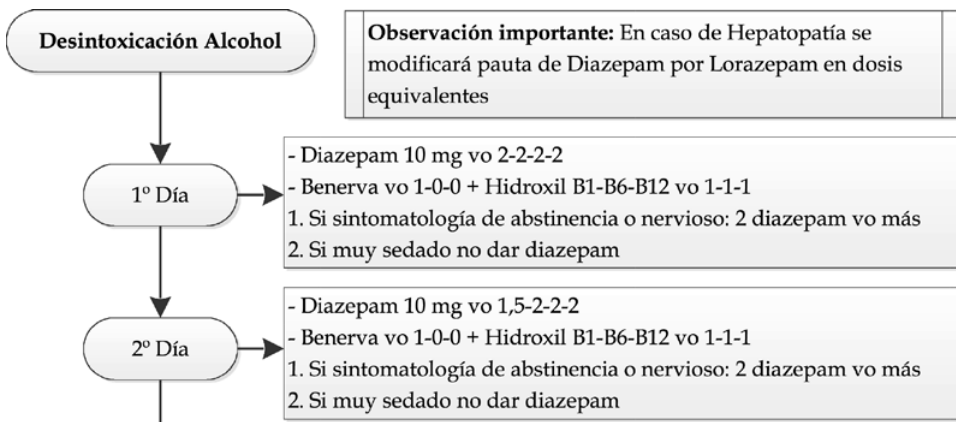 Desintoxicación Alcohol
Observación importante: En caso de Hepatopatía se
modificará pauta de Diazepam por Lorazepam en dosis
equivalentes
1º Día
- Diazepam 10 mg vo 2-2-2-2
- Benerva vo 1-0-0 + Hidroxil B1-B6-B12 vo 1-1-1
1. Si sintomatología de abstinencia o nervioso: 2 diazepam vo más
2. Si muy sedado no dar diazepam
2º Día
- Diazepam 10 mg vo 1,5-2-2-2
- Benerva vo 1-0-0 + Hidroxil B1-B6-B12 vo 1-1-1
1. Si sintomatología de abstinencia o nervioso: 2 diazepam vo más
2. Si muy sedado no dar diazepam